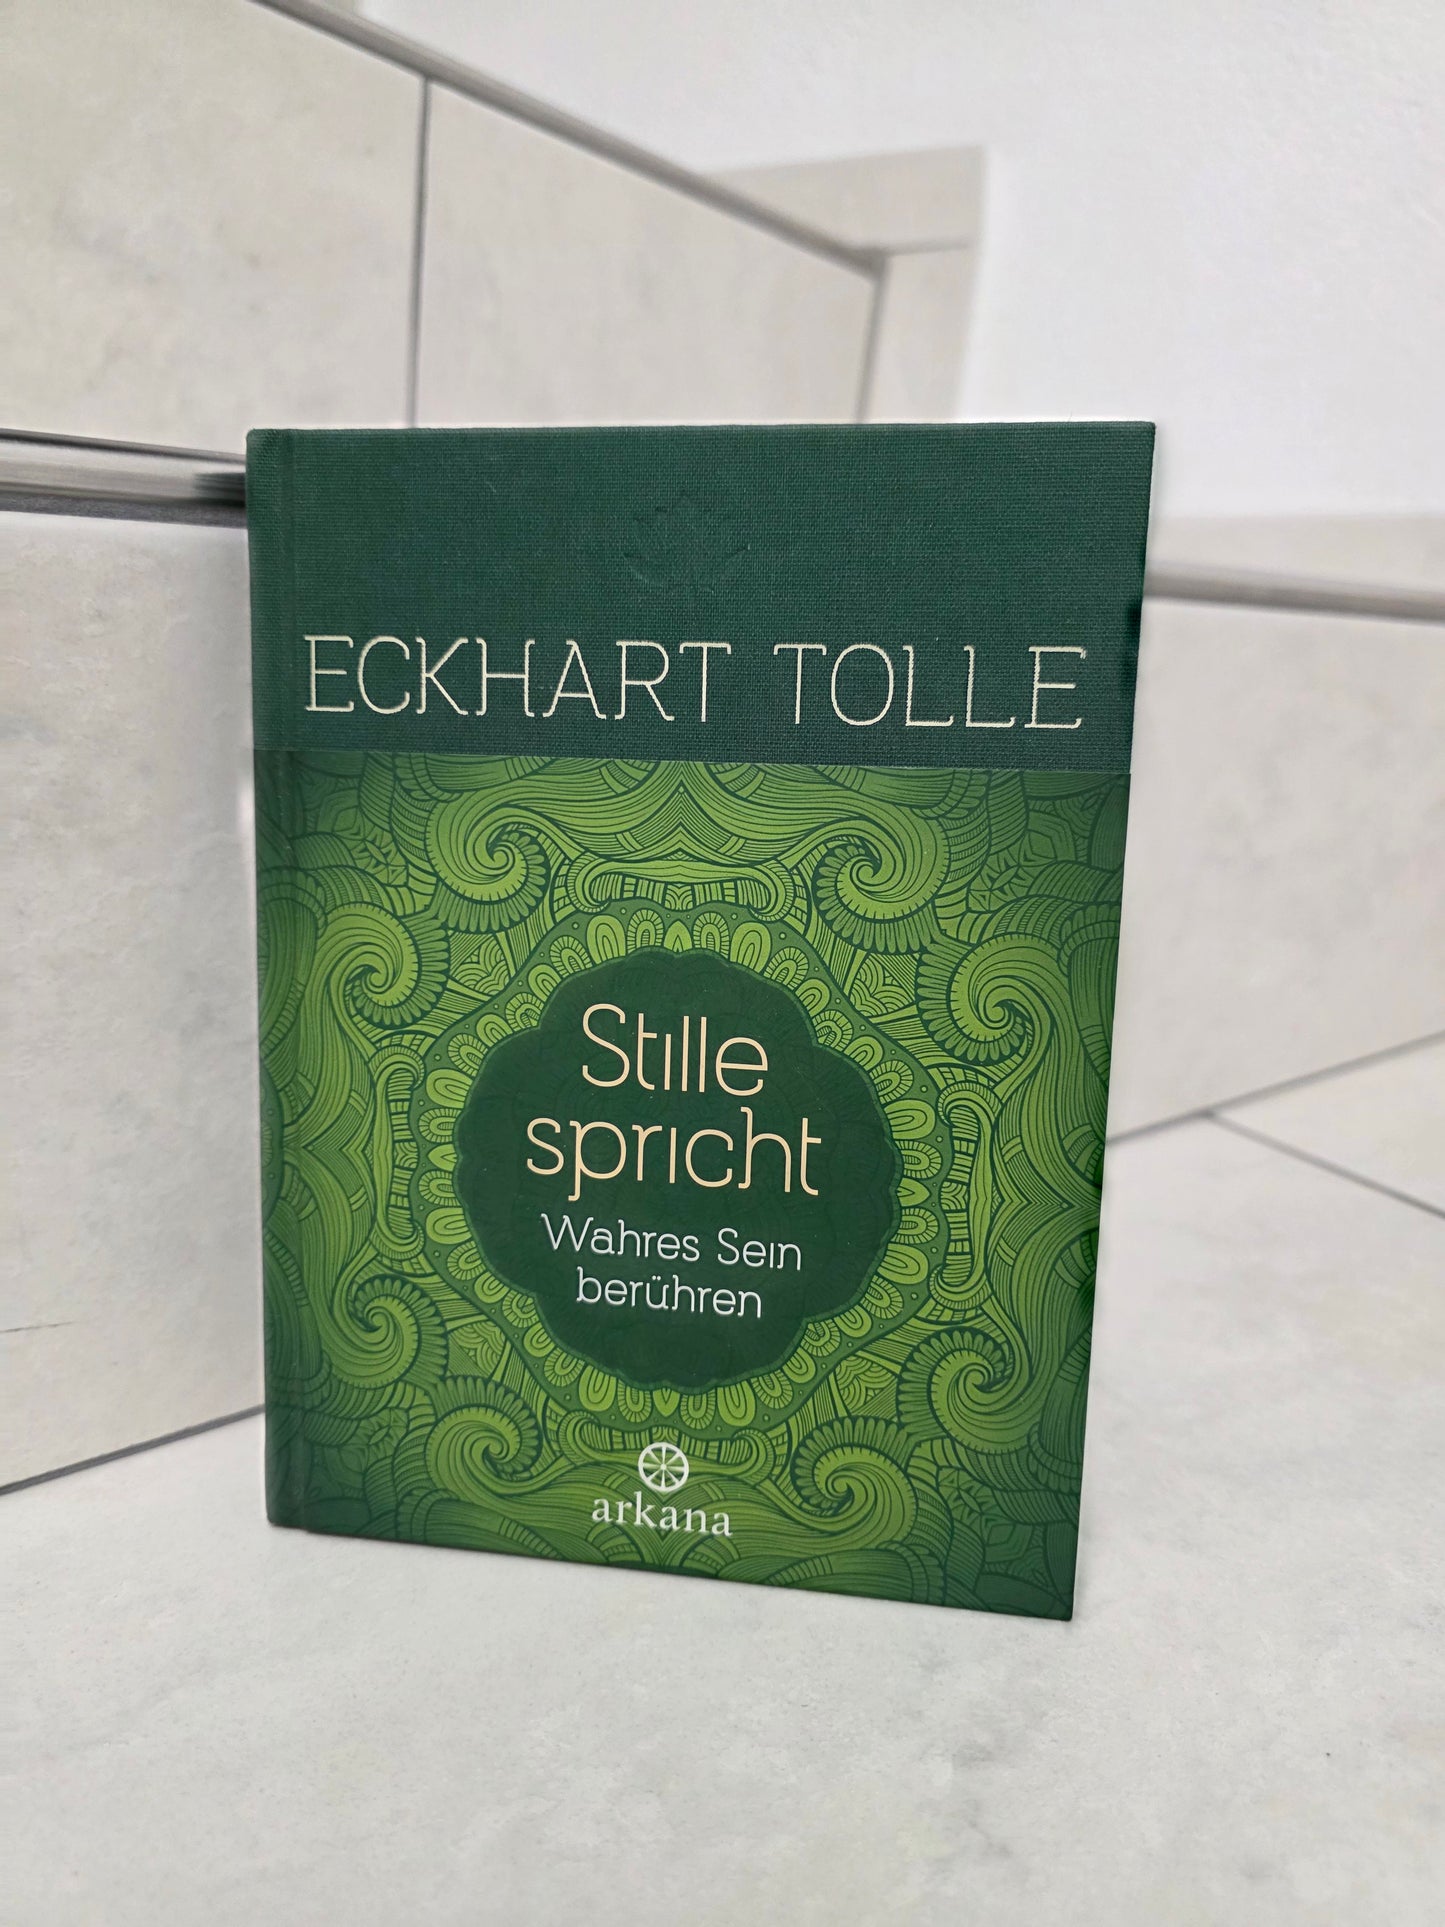 ECKHART TOLLE
Stille
spricht
Wahres Sein
berühren
arkana